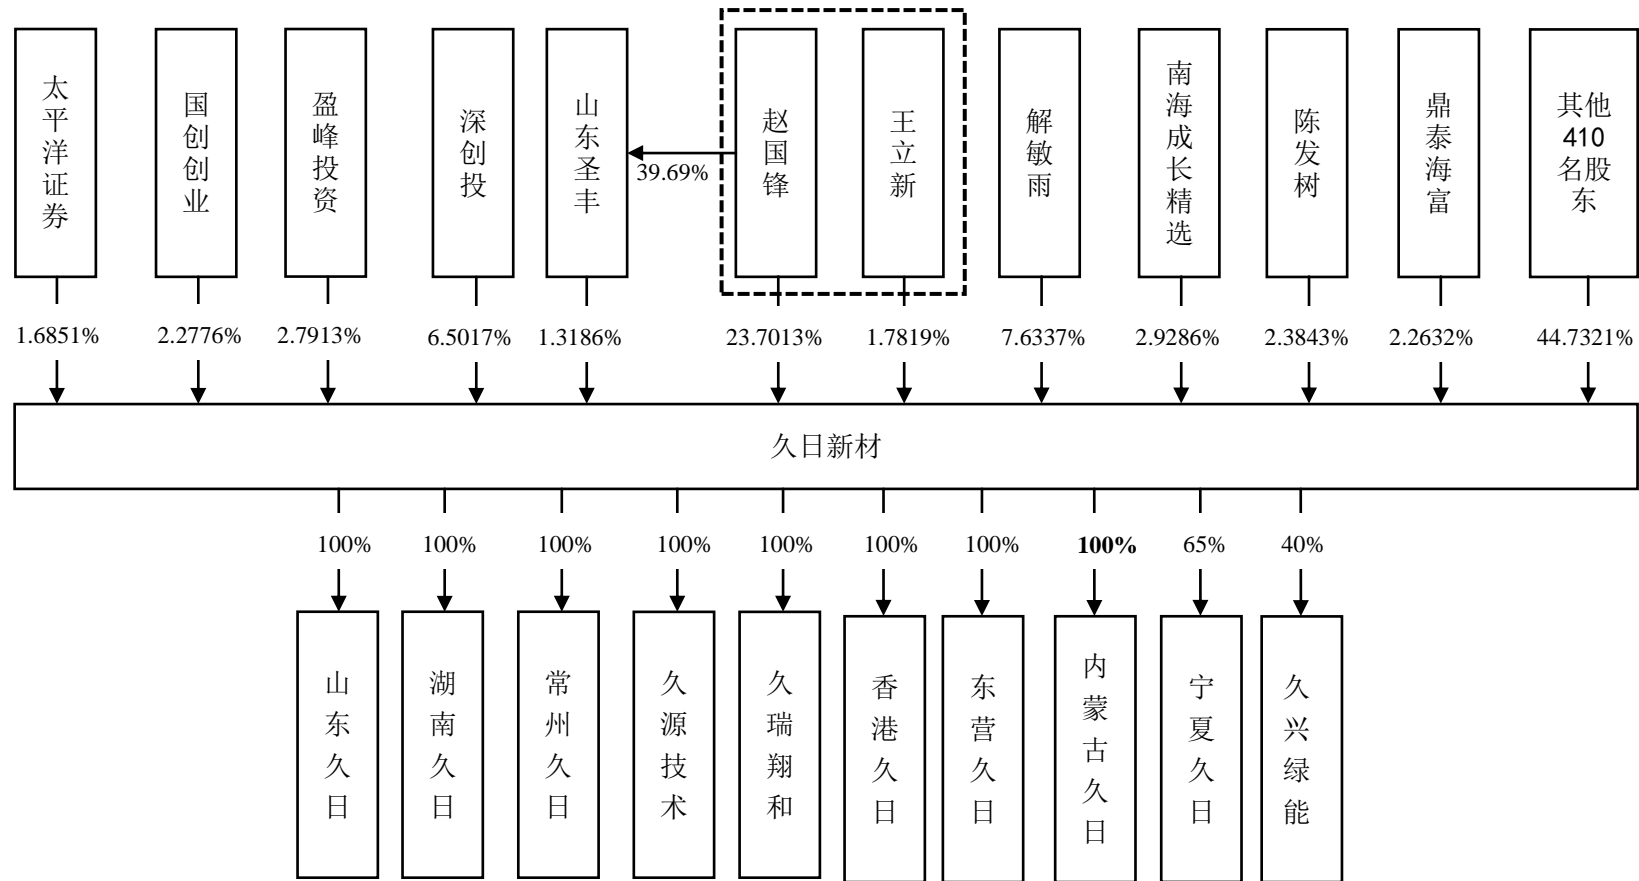 太平洋证券
国创创业
盈峰投资
深创投
山东圣丰
39.69%
赵国锋
王立新
解敏雨
南海成长精选
陈发树
鼎泰海富
其他
410
名股
东
1.6851%
2.2776%
2.7913%
6.5017%
1.3186%
23.7013%
1.7819%
7.6337%
2.9286%
2.3843%
2.2632%
44.7321%
久日新材
100%
100%
100%
100%
100%
100%
100%
100%
65%
40%
山东久日
湖南久日
常州久日
久源技术
久瑞翔和
香港久日
东营久日
内蒙古久日
宁夏久日
久兴绿能